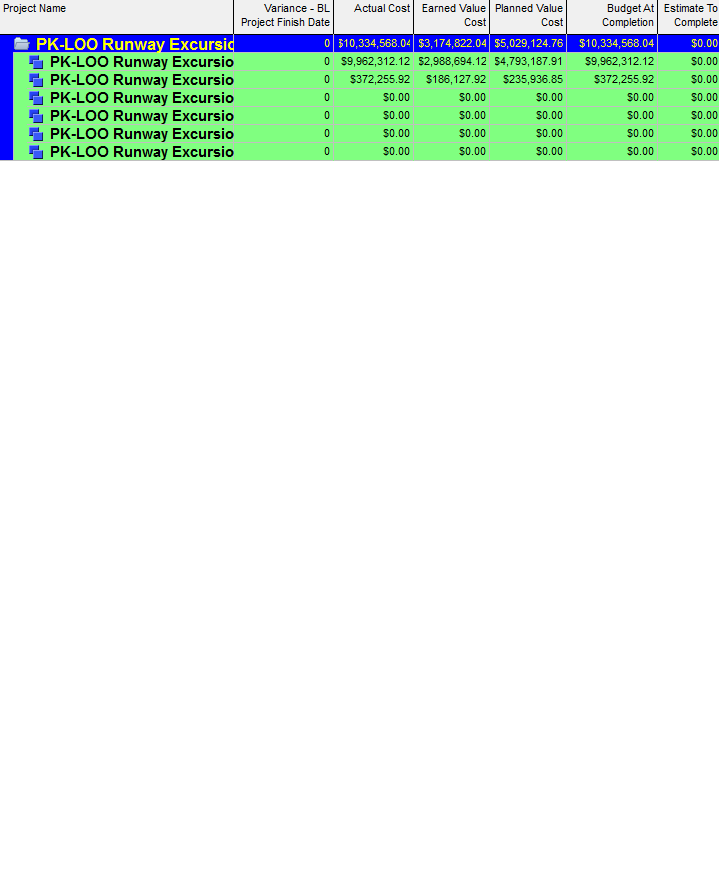 Project Name Variance - BL Project Finish Date Actual Cost Earned Value Cost Planned Value Cost Budget At Completion Estimate To Complete
PK-LOO Runway Excursic 0 $10,334,568.04 $3,174,822.04 $5,029,124.76 $10,334,568.04 $0.00
PK-LOO Runway Excursio 0 $9,962,312.12 $2,988,694.12 $4,793,187.91 $9,962,312.12 $0.00
PK-LOO Runway Excursio 0 $372,255.92 $186,127.92 $235,936.85 $372,255.92 $0.00
PK-LOO Runway Excursio 0 $0.00 $0.00 $0.00 $0.00 $0.00
PK-LOO Runway Excursio 0 $0.00 $0.00 $0.00 $0.00 $0.00
PK-LOO Runway Excursio 0 $0.00 $0.00 $0.00 $0.00 $0.00
PK-LOO Runway Excursio 0 $0.00 $0.00 $0.00 $0.00 $0.00